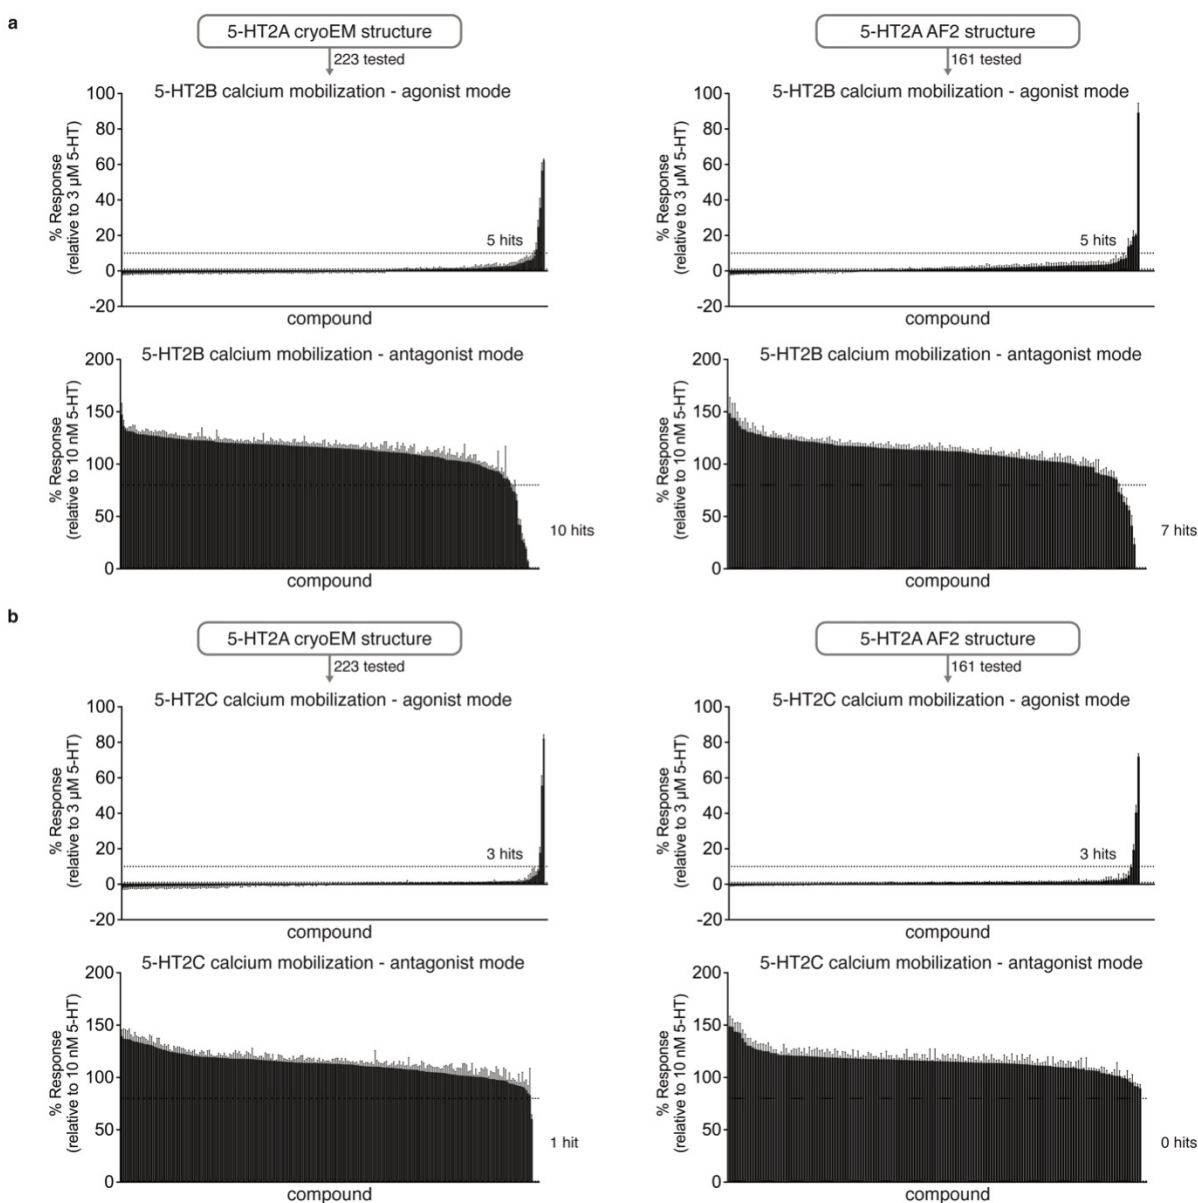 a
5-HT2A cryoEM structure
223 tested
5-HT2B calcium mobilization - agonist mode
% Response
(relative to 3 µM 5-HT)
100
80
60
40
20
0
-20
5 hits
compound
5-HT2B calcium mobilization - antagonist mode
% Response
(relative to 10 nM 5-HT)
200
150
100
50
0
10 hits
compound
5-HT2A AF2 structure
161 tested
5-HT2B calcium mobilization - agonist mode
% Response
(relative to 3 µM 5-HT)
100
80
60
40
20
0
-20
5 hits
compound
5-HT2B calcium mobilization - antagonist mode
% Response
(relative to 10 nM 5-HT)
200
150
100
50
0
7 hits
compound
b
5-HT2A cryoEM structure
223 tested
5-HT2C calcium mobilization - agonist mode
% Response
(relative to 3 µM 5-HT)
100
80
60
40
20
0
-20
3 hits
compound
5-HT2C calcium mobilization - antagonist mode
% Response
(relative to 10 nM 5-HT)
200
150
100
50
0
1 hit
compound
5-HT2A AF2 structure
161 tested
5-HT2C calcium mobilization - agonist mode
% Response
(relative to 3 µM 5-HT)
100
80
60
40
20
0
-20
3 hits
compound
5-HT2C calcium mobilization - antagonist mode
% Response
(relative to 10 nM 5-HT)
200
150
100
50
0
0 hits
compound